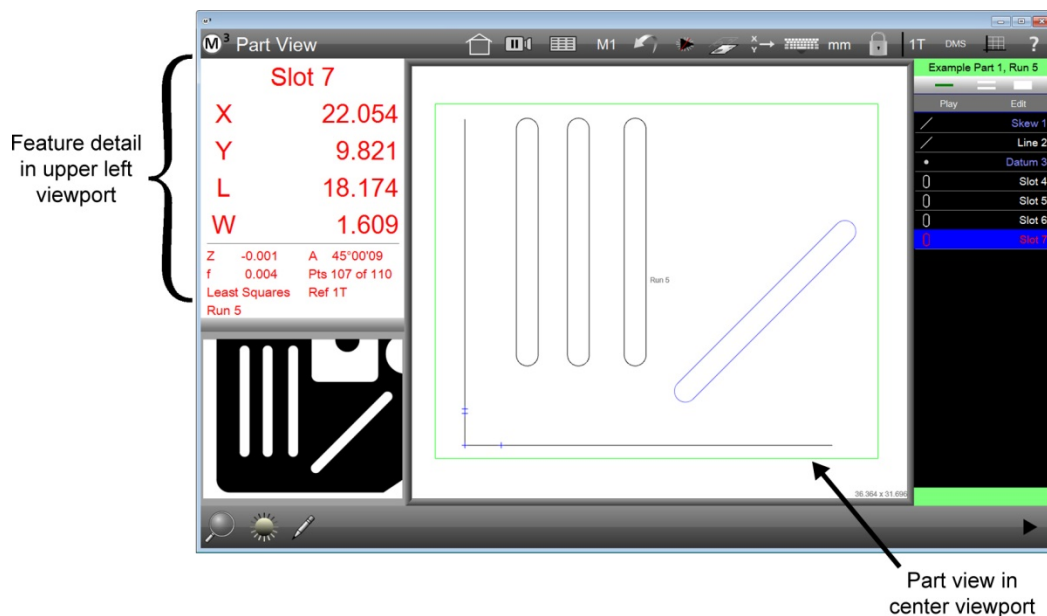 M³ Part View
M1
X
Y
mm
1T
DMS
?
Feature detail
in upper left
viewport
Slot 7
X 22.054
Y 9.821
L 18.174
W 1.609
Z -0.001 A 45°00'09
f 0.004 Pts 107 of 110
Least Squares Ref 1T
Run 5
Run 5
36.364 x 31.696
Example Part 1, Run 5
Play Edit
Skew 1
Line 2
Datum 3
Slot 4
Slot 5
Slot 6
Slot 7
Part view in
center viewport